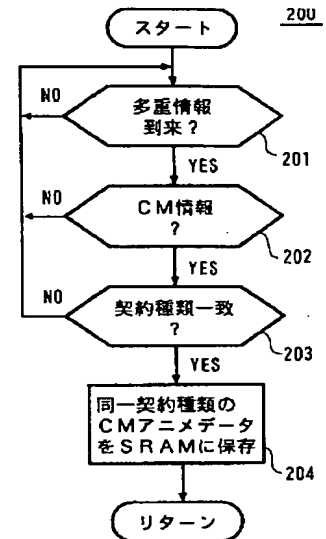 200
スタート
NO
多重情報
到来?
201
YES
NO
CM情報
?
202
YES
NO
契約種類一致
?
203
YES
同一契約種類の
CMアニメデータ
をSRAMに保存
204
リターン